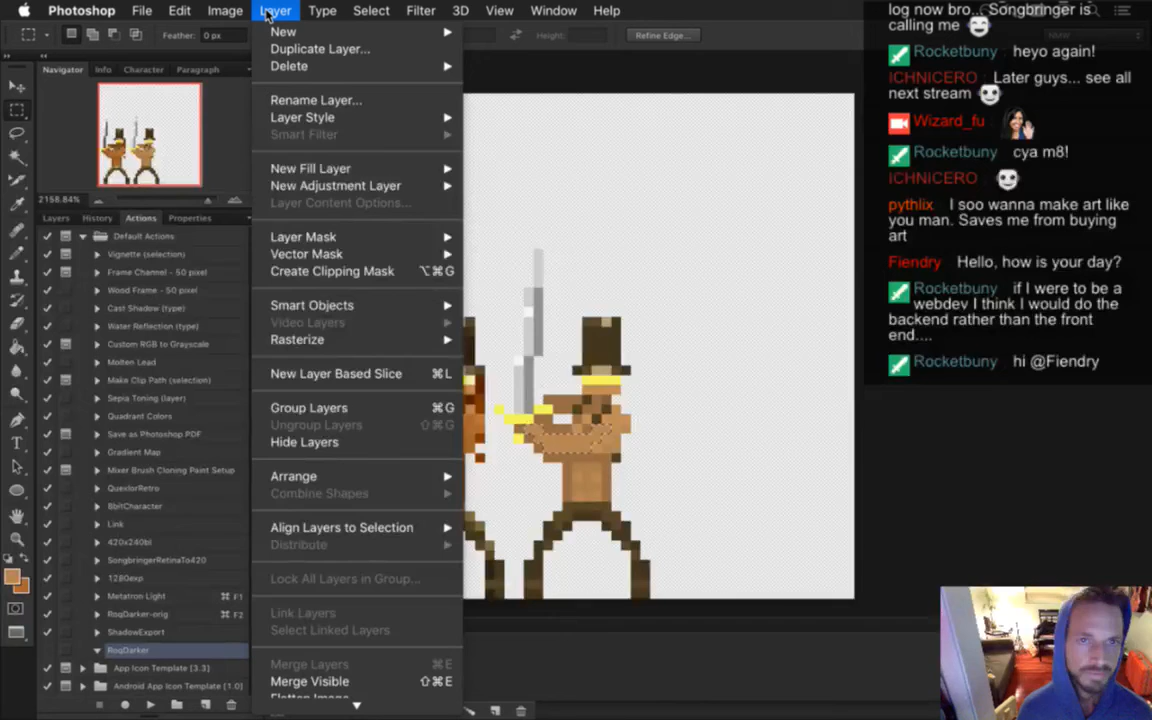 Photoshop File Edit Image Layer Type Select Filter 3D View Window Help
Feather: 0 px
Height:
Refine Edge...
Navigator Info Character Paragraph
2158.84%
Layers History Actions Properties
Default Actions
Vignette (selection)
Frame Channel - 50 pixel
Wood Frame - 50 pixel
Cast Shadow (type)
Water Reflection (type)
Custom RGB to Grayscale
Molten Lead
Make Clip Path (selection)
Sepia Toning (layer)
Quadrant Colors
Save as Photoshop PDF
Gradient Map
Mixer Brush Cloning Paint Setup
QuexlorRetro
8bitCharacter
Link
420x240bl
SongbringerRetinaTo420
1280exp
Metatron Light ⌘ F1
RoqDarker-orig ⌘ F2
ShadowExport
RoqDarker
App Icon Template [3.3]
Android App Icon Template [1.0]
New
Duplicate Layer...
Delete
Rename Layer...
Layer Style
Smart Filter
New Fill Layer
New Adjustment Layer
Layer Content Options...
Layer Mask
Vector Mask
Create Clipping Mask ⌥⌘G
Smart Objects
Video Layers
Rasterize
New Layer Based Slice ⌘L
Group Layers ⌘G
Ungroup Layers ⇧⌘G
Hide Layers
Arrange
Combine Shapes
Align Layers to Selection
Distribute
Lock All Layers in Group...
Link Layers
Select Linked Layers
Merge Layers ⌘E
Merge Visible ⇧⌘E
Flatten Image
log now bro... Songbringer is
calling me
Rocketbuny heyo again!
ICHNICERO Later guys... see all
next stream
Wizard_fu
Rocketbuny cya m8!
ICHNICERO
pythlix I soo wanna make art like
you man. Saves me from buying
art
Fiendry Hello, how is your day?
Rocketbuny if I were to be a
webdev I think I would do the
backend rather than the front
end....
Rocketbuny hi @Fiendry